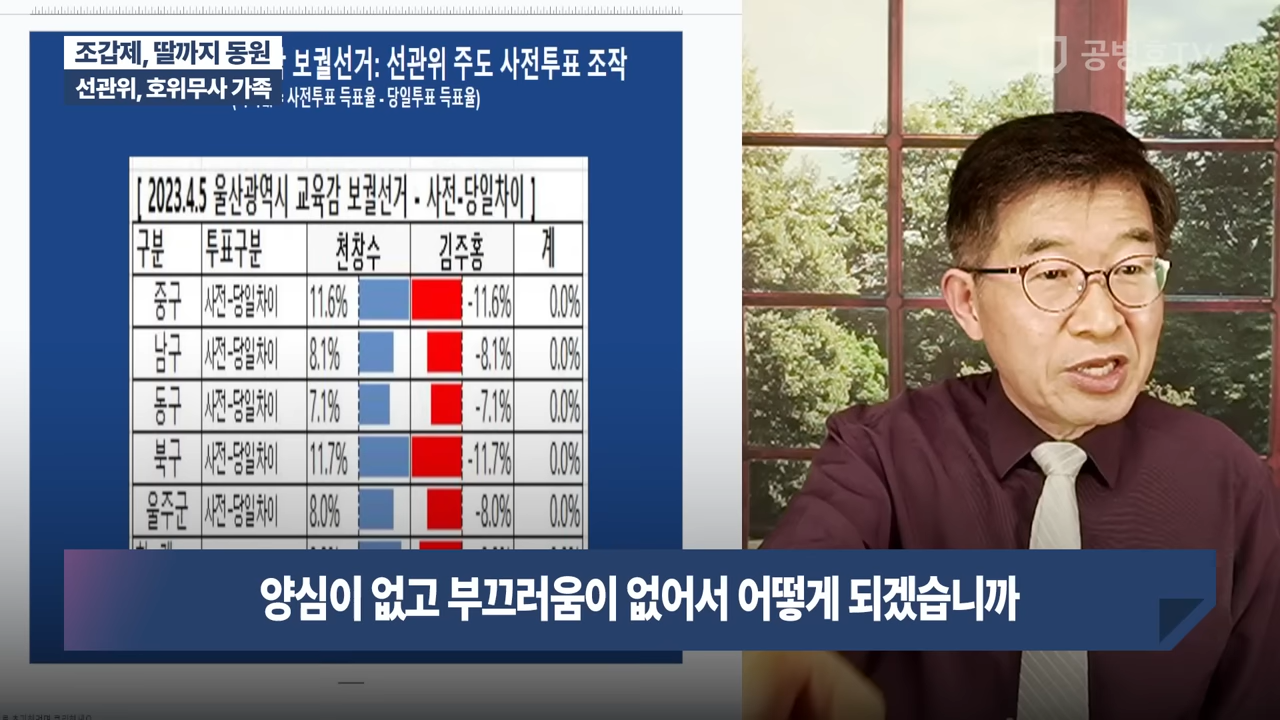 조갑제, 딸까지 동원
선관위, 호위무사 가족
보궐선거: 선관위 주도 사전투표 조작
사전투표 득표율 - 당일투표 득표율)
공병호TV
[ 2023.4.5 울산광역시 교육감 보궐선거 - 사전-당일차이 ]
구분 투표구분 천창수 김주홍 계
중구 사전-당일차이 11.6% -11.6% 0.0%
남구 사전-당일차이 8.1% -8.1% 0.0%
동구 사전-당일차이 7.1% -7.1% 0.0%
북구 사전-당일차이 11.7% -11.7% 0.0%
울주군 사전-당일차이 8.0% -8.0% 0.0%
양심이 없고 부끄러움이 없어서 어떻게 되겠습니까